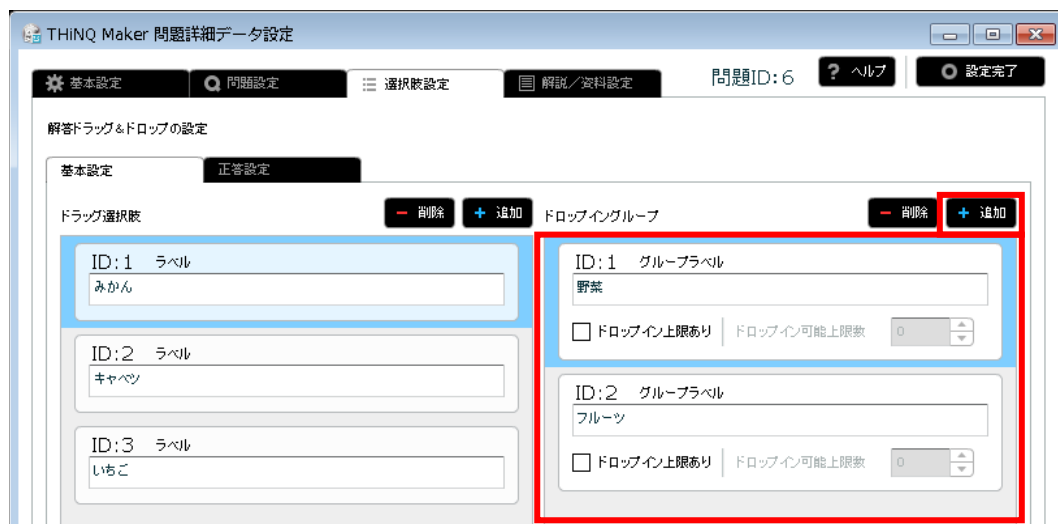 THiNQ Maker 問題詳細データ設定
基本設定 問題設定 選択肢設定 解説／資料設定 問題ID:6 ? ヘルプ 設定完了
解答ドラッグ&ドロップの設定
基本設定 正答設定
ドラッグ選択肢 − 削除 + 追加 ドロップイングループ − 削除 + 追加
ID:1 ラベル
みかん
ID:2 ラベル
キャベツ
ID:3 ラベル
いちご
ID:1 グループラベル
野菜
ドロップイン上限あり ドロップイン可能上限数 0
ID:2 グループラベル
フルーツ
ドロップイン上限あり ドロップイン可能上限数 0